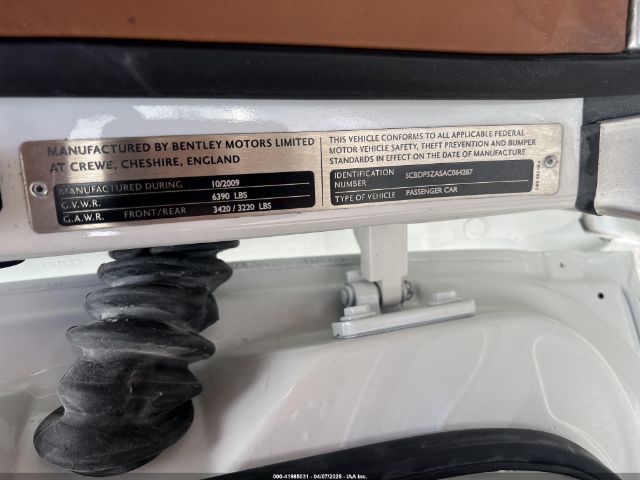 MANUFACTURED BY BENTLEY MOTORS LIMITED
AT CREWE, CHESHIRE, ENGLAND
MANUFACTURED DURING 10/2009
G.V.W.R. 6390 LBS
G.A.W.R. FRONT/REAR 3420 / 3220 LBS
THIS VEHICLE CONFORMS TO ALL APPLICABLE FEDERAL
MOTOR VEHICLE SAFETY, THEFT PREVENTION AND BUMPER
STANDARDS IN EFFECT ON THE DATE OF MANUFACTURE
IDENTIFICATION NUMBER SCBDP3ZA5AC064287
TYPE OF VEHICLE PASSENGER CAR
000-41985031 - 04/07/2025 - IAA Inc.